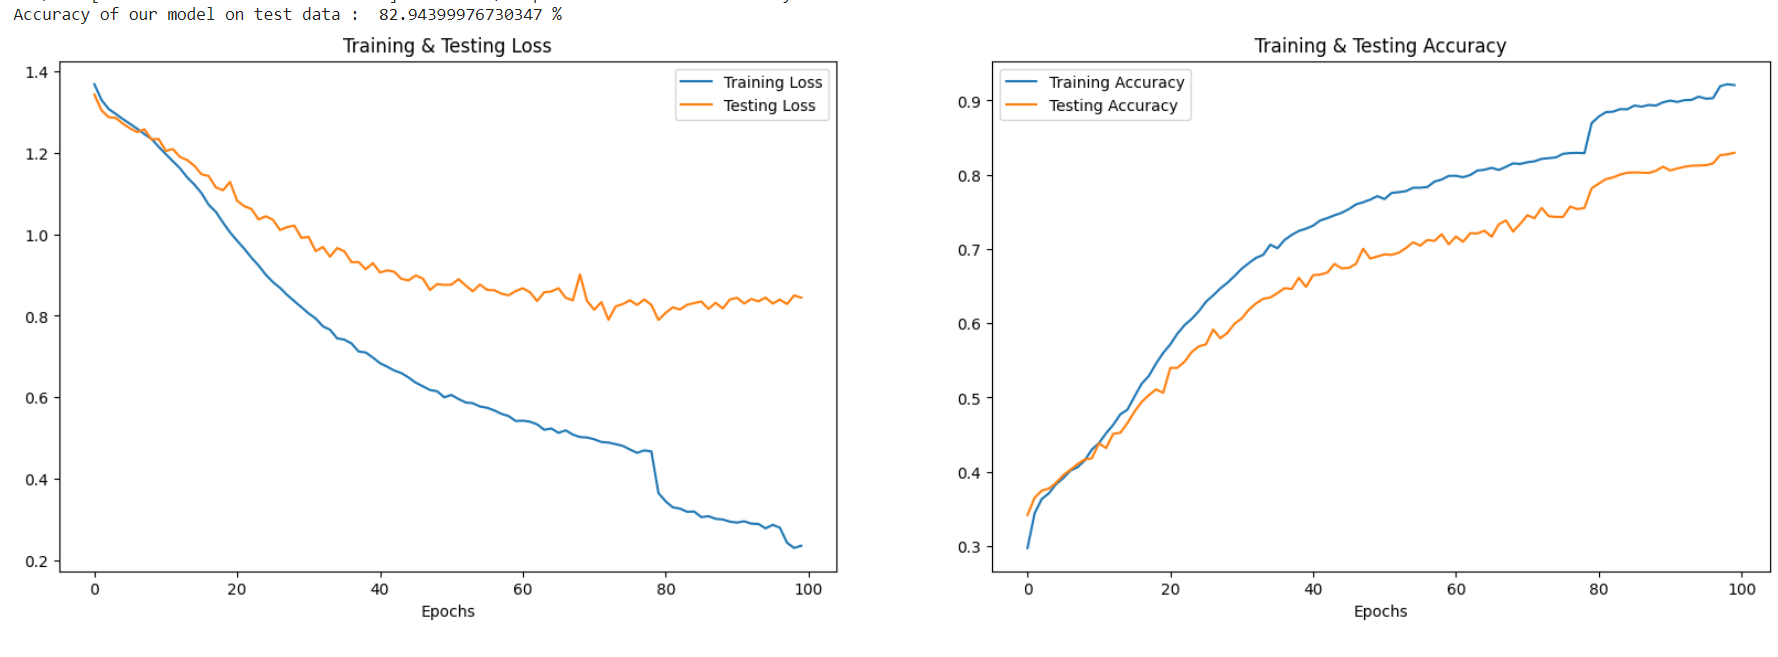 Accuracy of our model on test data :  82.94399976730347 %
Training & Testing Loss
Training Loss
Testing Loss
1.4
1.2
1.0
0.8
0.6
0.4
0.2
0 20 40 60 80 100
Epochs
Training & Testing Accuracy
Training Accuracy
Testing Accuracy
0.9
0.8
0.7
0.6
0.5
0.4
0.3
0 20 40 60 80 100
Epochs